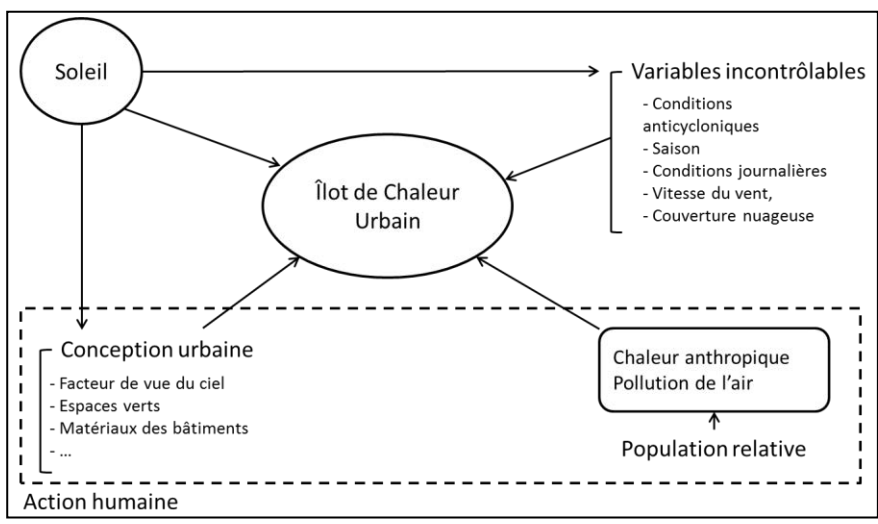 Soleil
Variables incontrôlables
- Conditions
anticycloniques
- Saison
- Conditions journalières
- Vitesse du vent,
- Couverture nuageuse
Îlot de Chaleur
Urbain
Conception urbaine
- Facteur de vue du ciel
- Espaces verts
- Matériaux des bâtiments
- ...
Chaleur anthropique
Pollution de l'air
Population relative
Action humaine